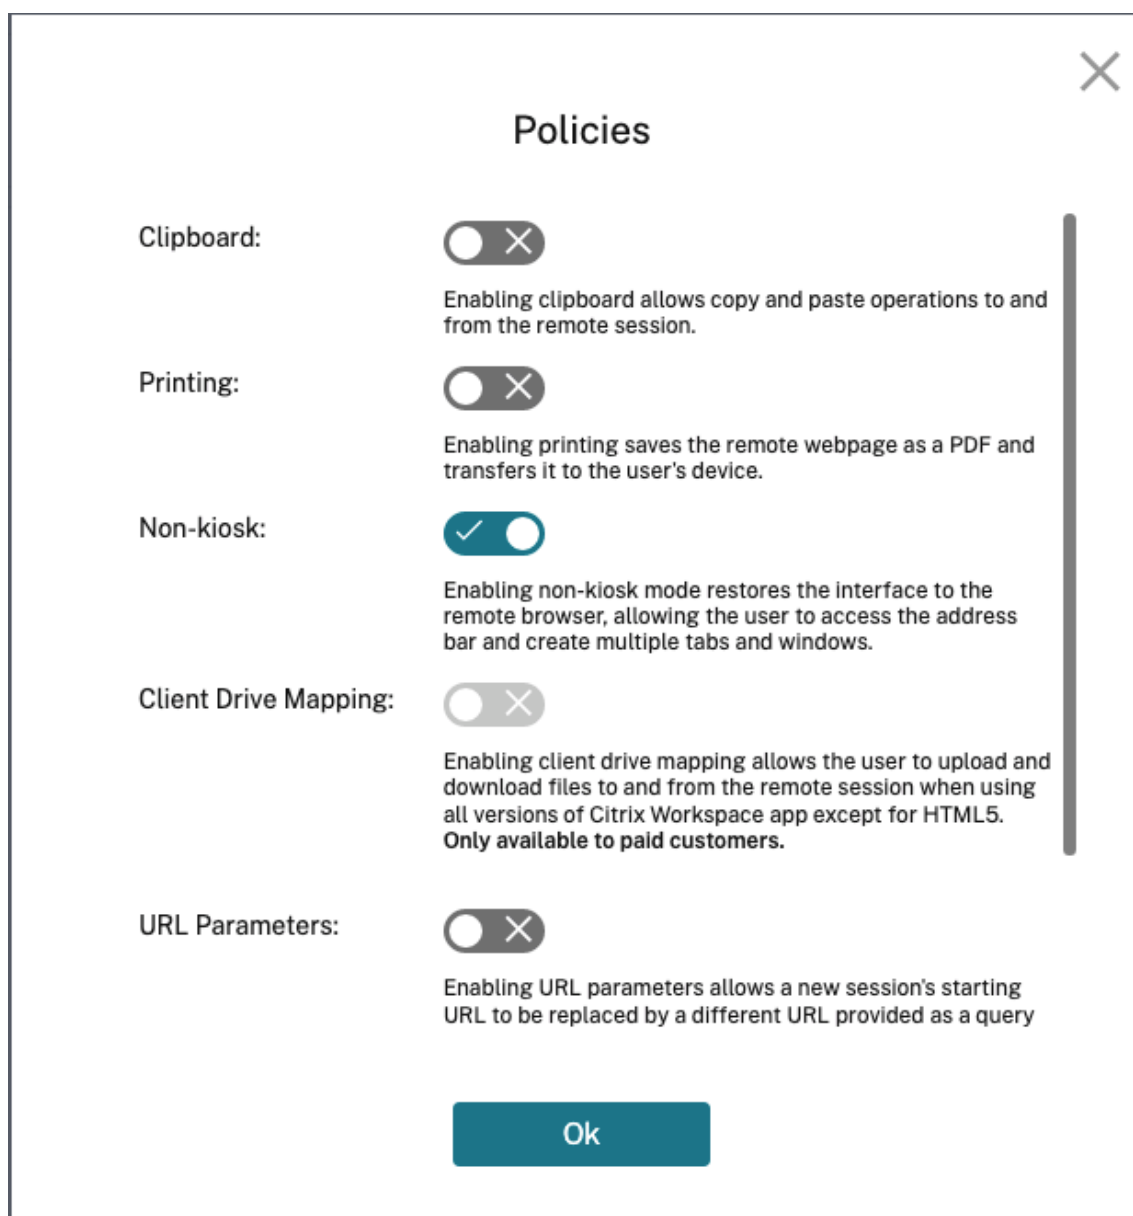 Policies
Clipboard:
Enabling clipboard allows copy and paste operations to and
from the remote session.
Printing:
Enabling printing saves the remote webpage as a PDF and
transfers it to the user's device.
Non-kiosk:
Enabling non-kiosk mode restores the interface to the
remote browser, allowing the user to access the address
bar and create multiple tabs and windows.
Client Drive Mapping:
Enabling client drive mapping allows the user to upload and
download files to and from the remote session when using
all versions of Citrix Workspace app except for HTML5.
Only available to paid customers.
URL Parameters:
Enabling URL parameters allows a new session's starting
URL to be replaced by a different URL provided as a query
Ok